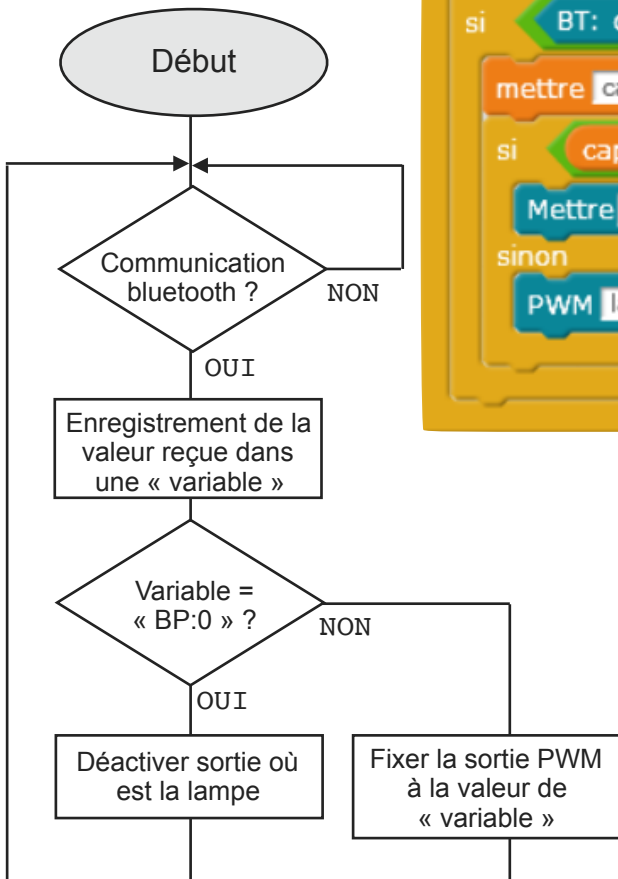 Début
Communication
bluetooth ?
NON
OUI
Enregistrement de la
valeur reçue dans
une « variable »
Variable =
« BP:0 » ?
NON
OUI
Déactiver sortie où
est la lampe
Fixer la sortie PWM
à la valeur de
« variable »
si BT:
mettre
si
Mettre
sinon
PWM